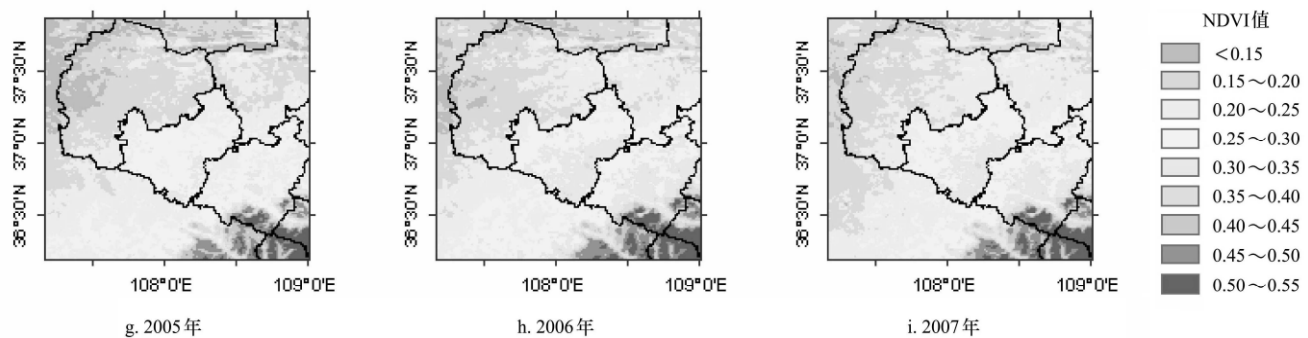 NDVI值
<0.15
0.15～0.20
0.20～0.25
0.25～0.30
0.30～0.35
0.35～0.40
0.40～0.45
0.45～0.50
0.50～0.55
37°30'N
37°0'N
36°30'N
108°0'E
109°0'E
g. 2005年
37°30'N
37°0'N
36°30'N
108°0'E
109°0'E
h. 2006年
37°30'N
37°0'N
36°30'N
108°0'E
109°0'E
i. 2007年